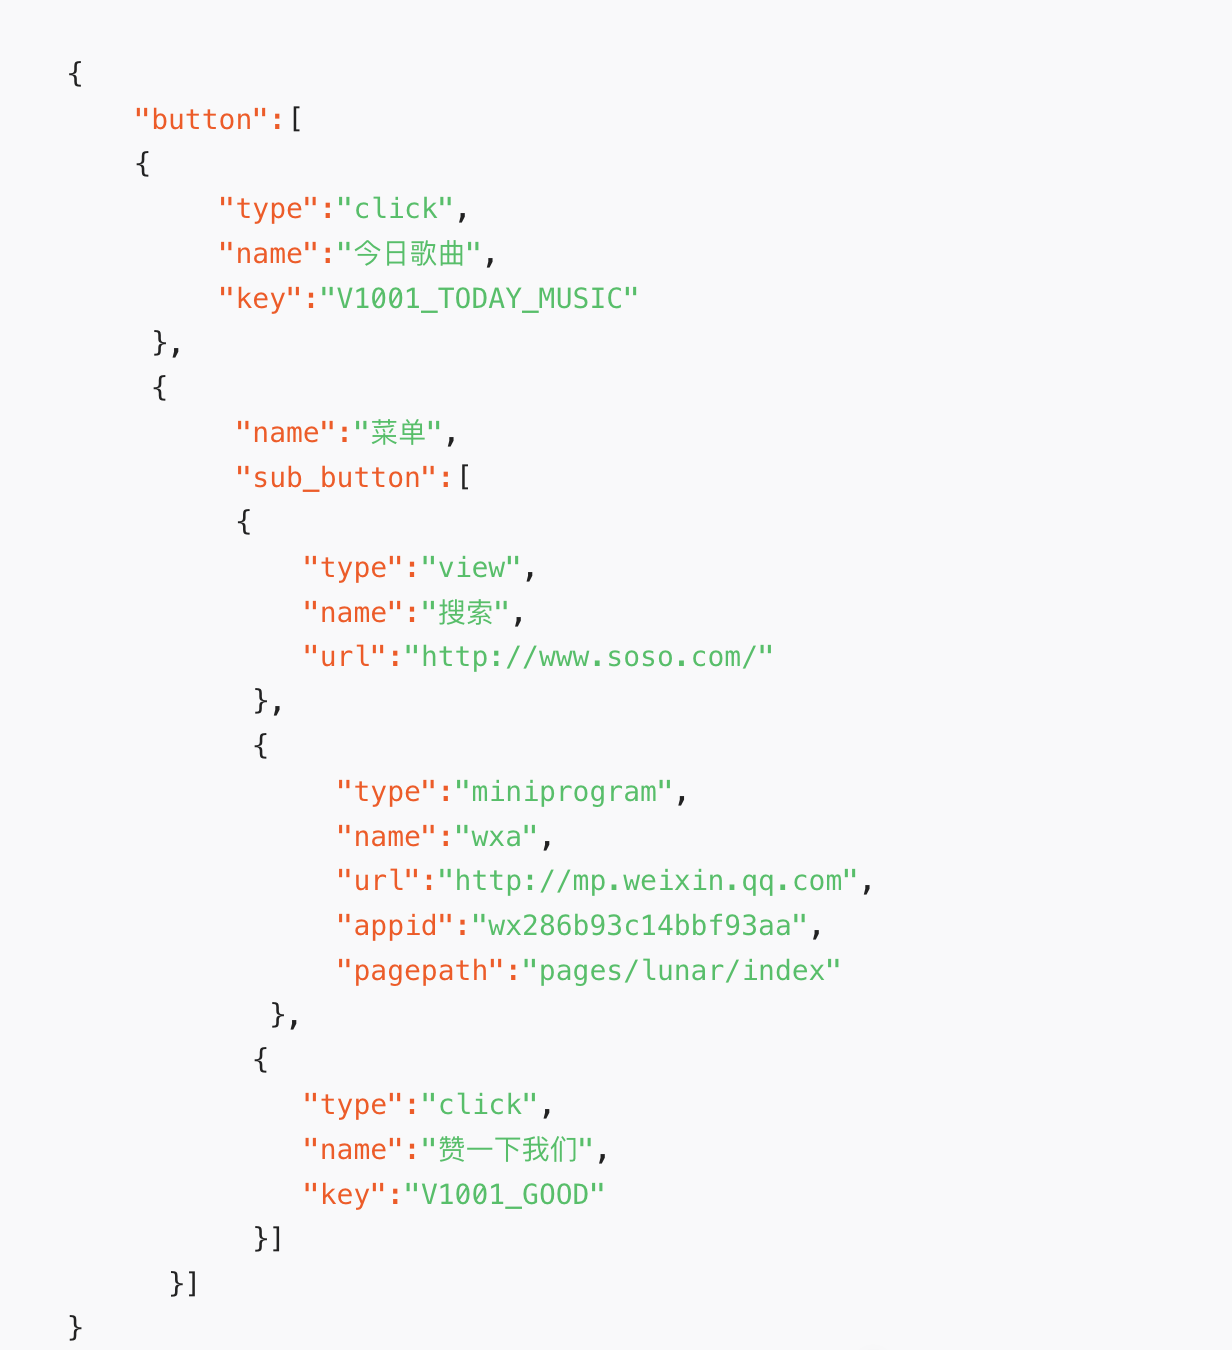 {
     "button":[
     {
          "type":"click",
          "name":"今日歌曲",
          "key":"V1001_TODAY_MUSIC"
      },
      {
           "name":"菜单",
           "sub_button":[
           {
               "type":"view",
               "name":"搜索",
               "url":"http://www.soso.com/"
            },
            {
                 "type":"miniprogram",
                 "name":"wxa",
                 "url":"http://mp.weixin.qq.com",
                 "appid":"wx286b93c14bbf93aa",
                 "pagepath":"pages/lunar/index"
             },
            {
               "type":"click",
               "name":"赞一下我们",
               "key":"V1001_GOOD"
            }]
       }]
}